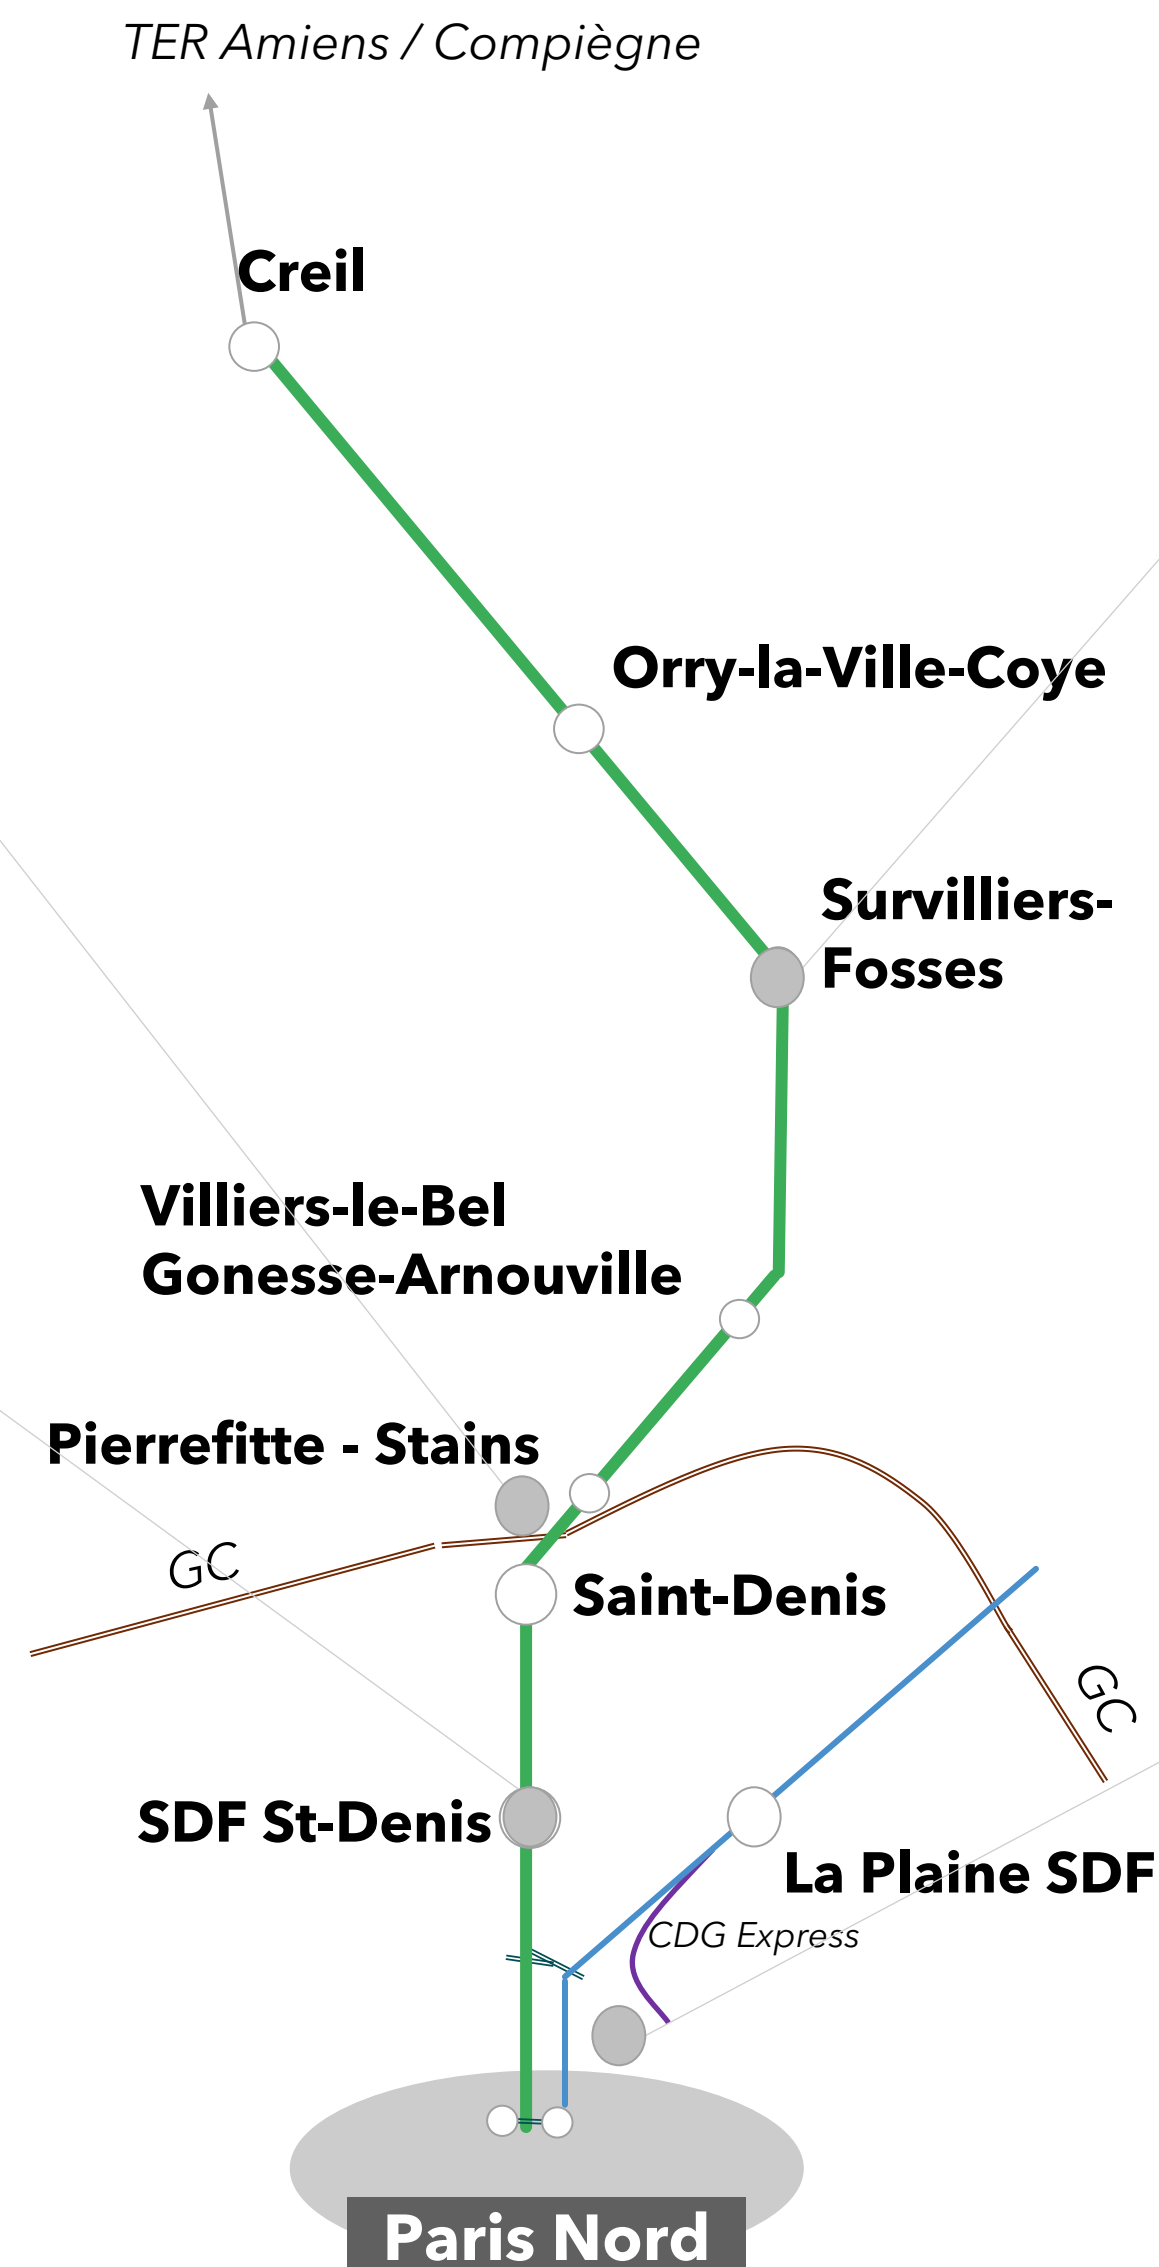 TER Amiens / Compiègne
Creil
Orry-la-Ville-Coye
Survilliers-
Fosses
Villiers-le-Bel
Gonesse-Arnouville
Pierrefitte - Stains
GC
Saint-Denis
GC
SDF St-Denis
La Plaine SDF
CDG Express
Paris Nord